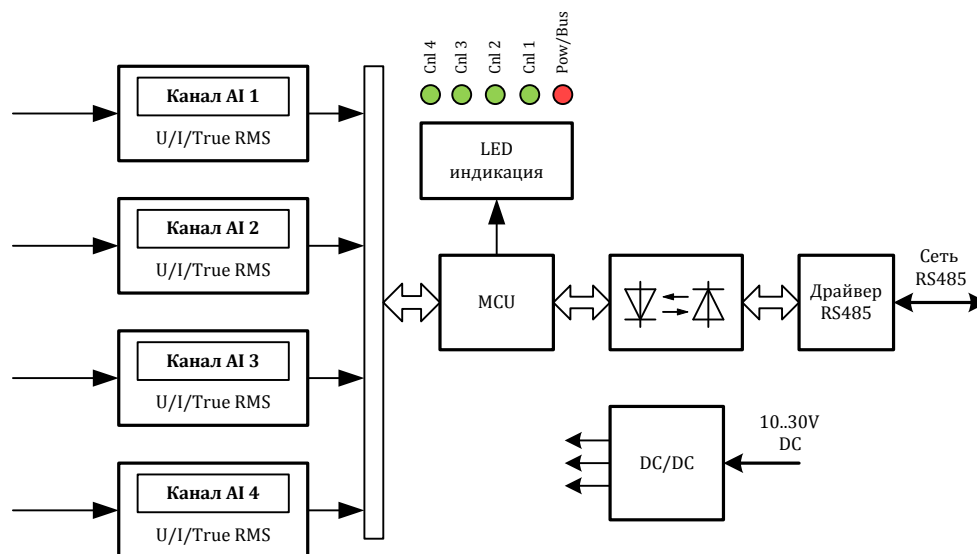 Cnl 4
Cnl 3
Cnl 2
Cnl 1
Pow/Bus
Канал AI 1
U/I/True RMS
LED
индикация
Канал AI 2
U/I/True RMS
MCU
Драйвер
RS485
Сеть
RS485
Канал AI 3
U/I/True RMS
10..30V
DC
DC/DC
Канал AI 4
U/I/True RMS